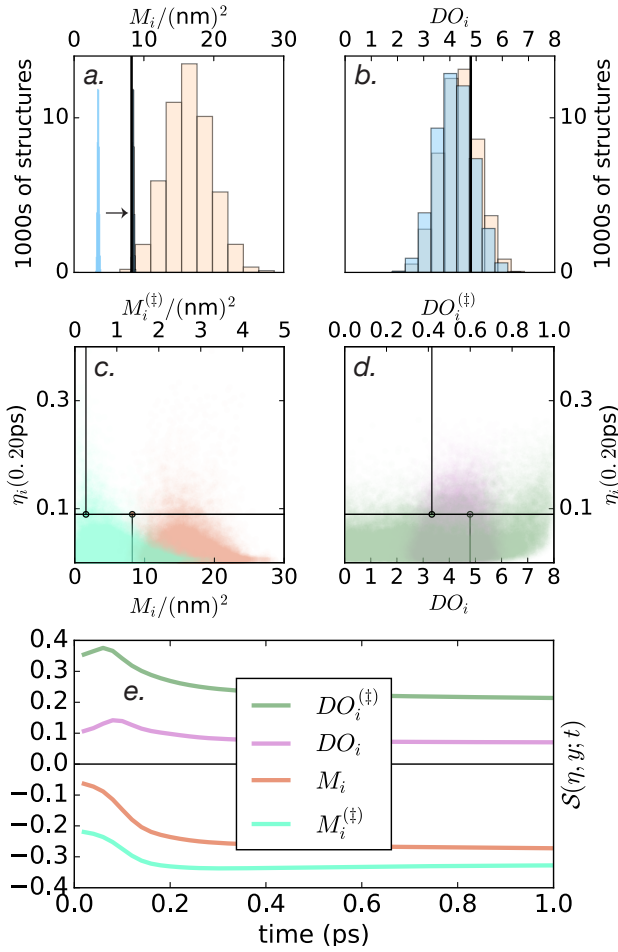 M_i/(nm)^2
0 10 20 30
a.
10
0
1000s of structures
DO_i
0 1 2 3 4 5 6 7 8
b.
10
0
1000s of structures
M_i^(‡)/(nm)^2
0 1 2 3 4 5
c.
0.3
0.1
η_i(0.20ps)
0 10 20 30
M_i/(nm)^2
DO_i^(‡)
0.0 0.2 0.4 0.6 0.8 1.0
d.
0.3
0.1
η_i(0.20ps)
0 1 2 3 4 5 6 7 8
DO_i
0.4
0.3
0.2
0.1
0.0
−0.1
−0.2
−0.3
−0.4
e.
DO_i^(‡)
DO_i
M_i
M_i^(‡)
S(η, y; t)
0.0 0.2 0.4 0.6 0.8 1.0
time (ps)